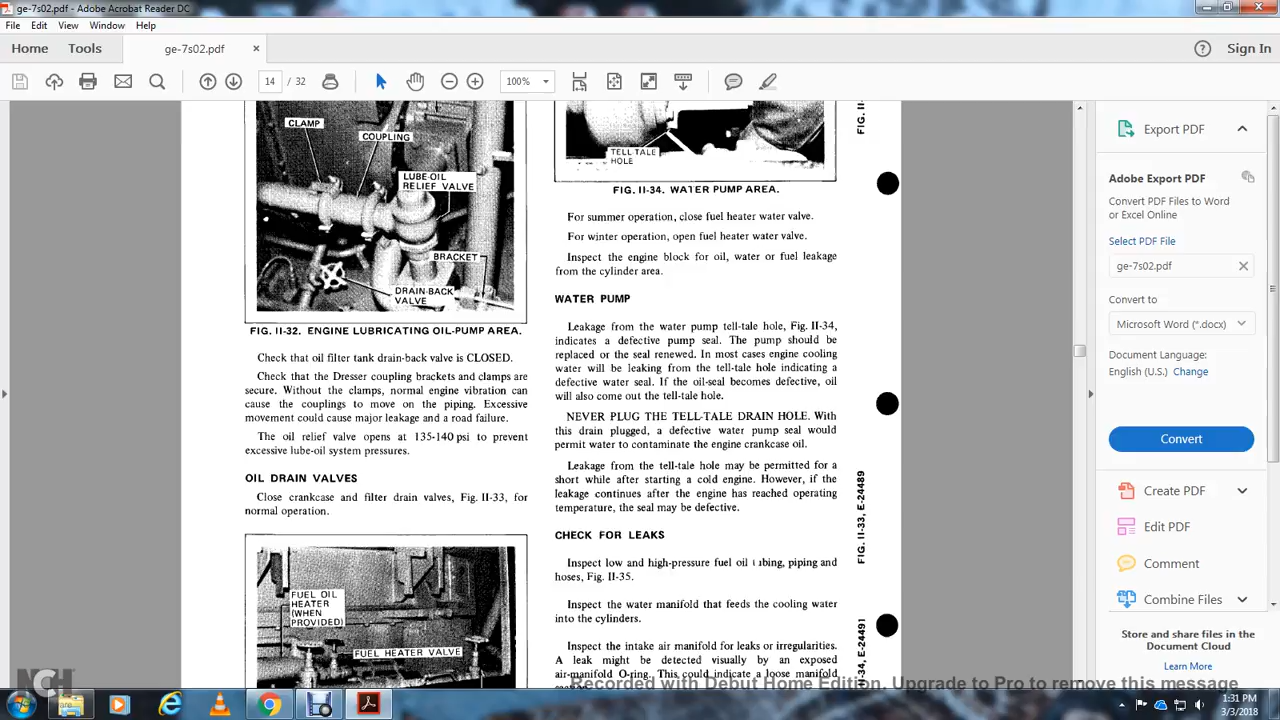 ge-7s02.pdf - Adobe Acrobat Reader DC
File Edit View Window Help
Home Tools ge-7s02.pdf × Sign In
14 / 32 100%
CLAMP
COUPLING
LUBE-OIL
RELIEF VALVE
BRACKET
DRAIN-BACK
VALVE
FIG. II-32. ENGINE LUBRICATING OIL-PUMP AREA.
Check that oil filter tank drain-back valve is CLOSED.
Check that the Dresser coupling brackets and clamps are
secure. Without the clamps, normal engine vibration can
cause the couplings to move on the piping. Excessive
movement could cause major leakage and a road failure.
The oil relief valve opens at 135-140 psi to prevent
excessive lube-oil system pressures.
OIL DRAIN VALVES
Close crankcase and filter drain valves, Fig. II-33, for
normal operation.
FUEL OIL
HEATER
(WHEN
PROVIDED)
FUEL HEATER VALVE
TELL TALE
HOLE
FIG. II-34. WATER PUMP AREA.
For summer operation, close fuel heater water valve.
For winter operation, open fuel heater water valve.
Inspect the engine block for oil, water or fuel leakage
from the cylinder area.
WATER PUMP
Leakage from the water pump tell-tale hole, Fig. II-34,
indicates a defective pump seal. The pump should be
replaced or the seal renewed. In most cases engine cooling
water will be leaking from the tell-tale hole indicating a
defective water seal. If the oil-seal becomes defective, oil
will also come out the tell-tale hole.
NEVER PLUG THE TELL-TALE DRAIN HOLE. With
this drain plugged, a defective water pump seal would
permit water to contaminate the engine crankcase oil.
Leakage from the tell-tale hole may be permitted for a
short while after starting a cold engine. However, if the
leakage continues after the engine has reached operating
temperature, the seal may be defective.
CHECK FOR LEAKS
Inspect low and high-pressure fuel oil tubing, piping and
hoses, Fig. II-35.
Inspect the water manifold that feeds the cooling water
into the cylinders.
Inspect the intake air manifold for leaks or irregularities.
A leak might be detected visually by an exposed
air-manifold O-ring. This could indicate a loose manifold
FIG. II-
FIG. II-33, E-24489
II-34, E-24491
Export PDF
Adobe Export PDF
Convert PDF Files to Word
or Excel Online
Select PDF File
ge-7s02.pdf
Convert to
Microsoft Word (*.docx)
Document Language:
English (U.S.) Change
Convert
Create PDF
Edit PDF
Comment
Combine Files
Store and share files in the
Document Cloud
Learn More
NCH
Recorded with Debut Home Edition. Upgrade to Pro to remove this message
1:31 PM
3/3/2018